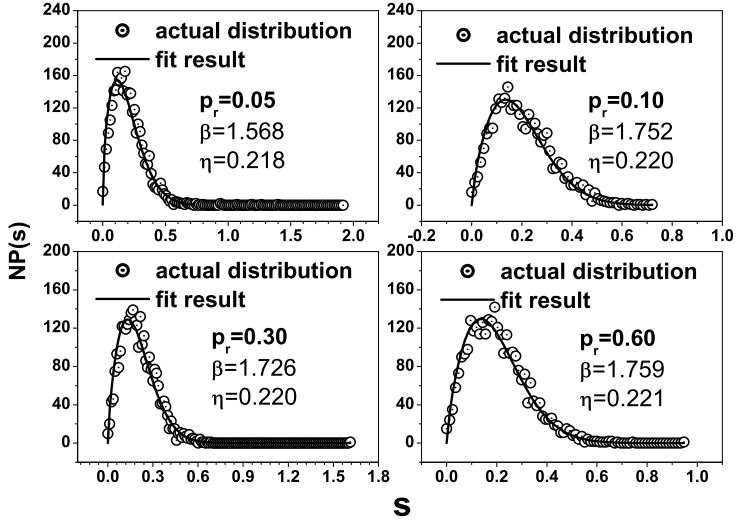 NP(s)
240
200
160
120
80
40
0
actual distribution
fit result
p_r=0.05
β=1.568
η=0.218
0.0 0.5 1.0 1.5 2.0
240
200
160
120
80
40
0
actual distribution
fit result
p_r=0.10
β=1.752
η=0.220
-0.2 0.0 0.2 0.4 0.6 0.8 1.0
200
160
120
80
40
0
actual distribution
fit result
p_r=0.30
β=1.726
η=0.220
0.0 0.3 0.6 0.9 1.2 1.5 1.8
200
160
120
80
40
0
actual distribution
fit result
p_r=0.60
β=1.759
η=0.221
0.0 0.2 0.4 0.6 0.8 1.0
s